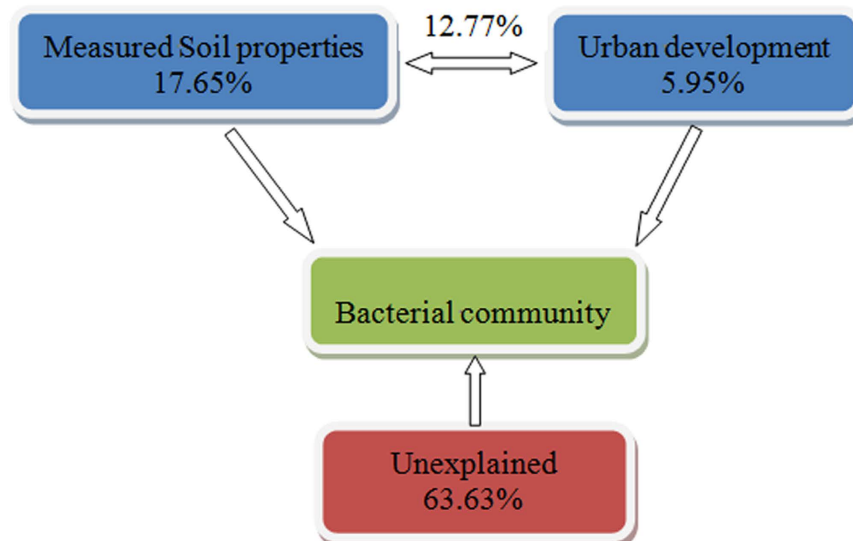 12.77%
Measured Soil properties
17.65%
Urban development
5.95%
Bacterial community
Unexplained
63.63%